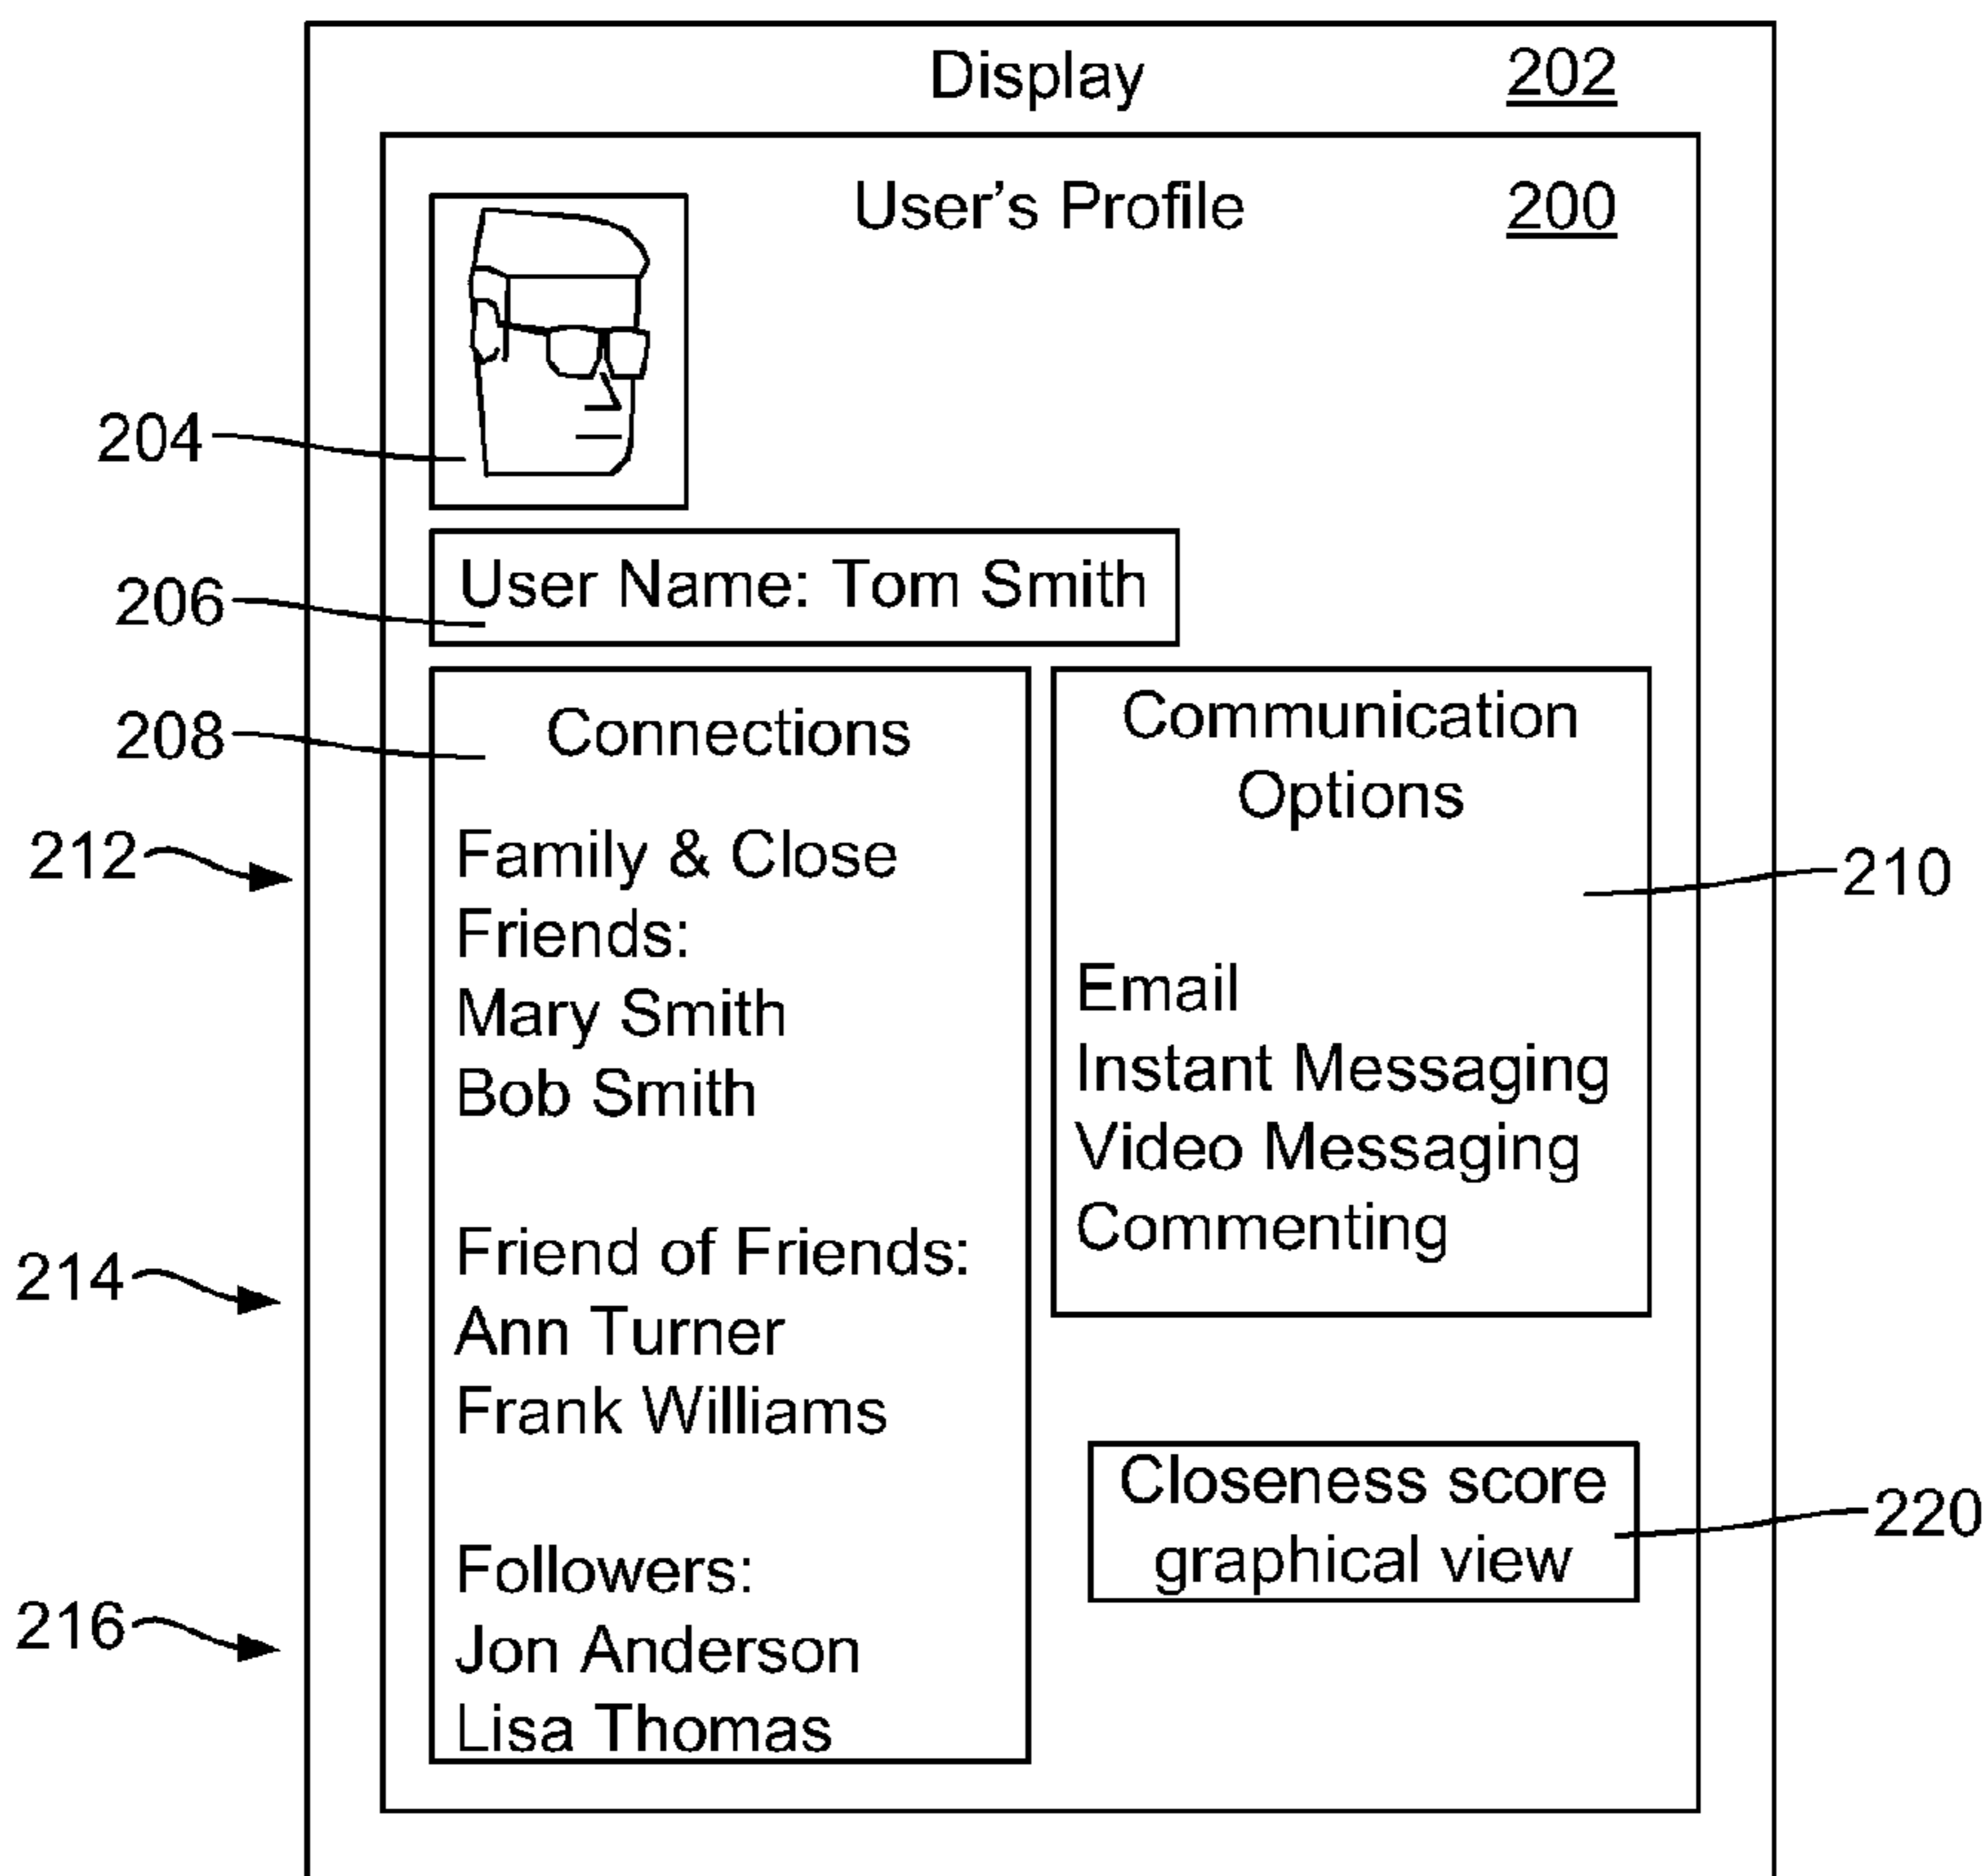 Display 202
User's Profile 200
204
206
User Name: Tom Smith
208
Connections
212
Family & Close
Friends:
Mary Smith
Bob Smith
214
Friend of Friends:
Ann Turner
Frank Williams
216
Followers:
Jon Anderson
Lisa Thomas
Communication
Options
210
Email
Instant Messaging
Video Messaging
Commenting
Closeness score
graphical view
220